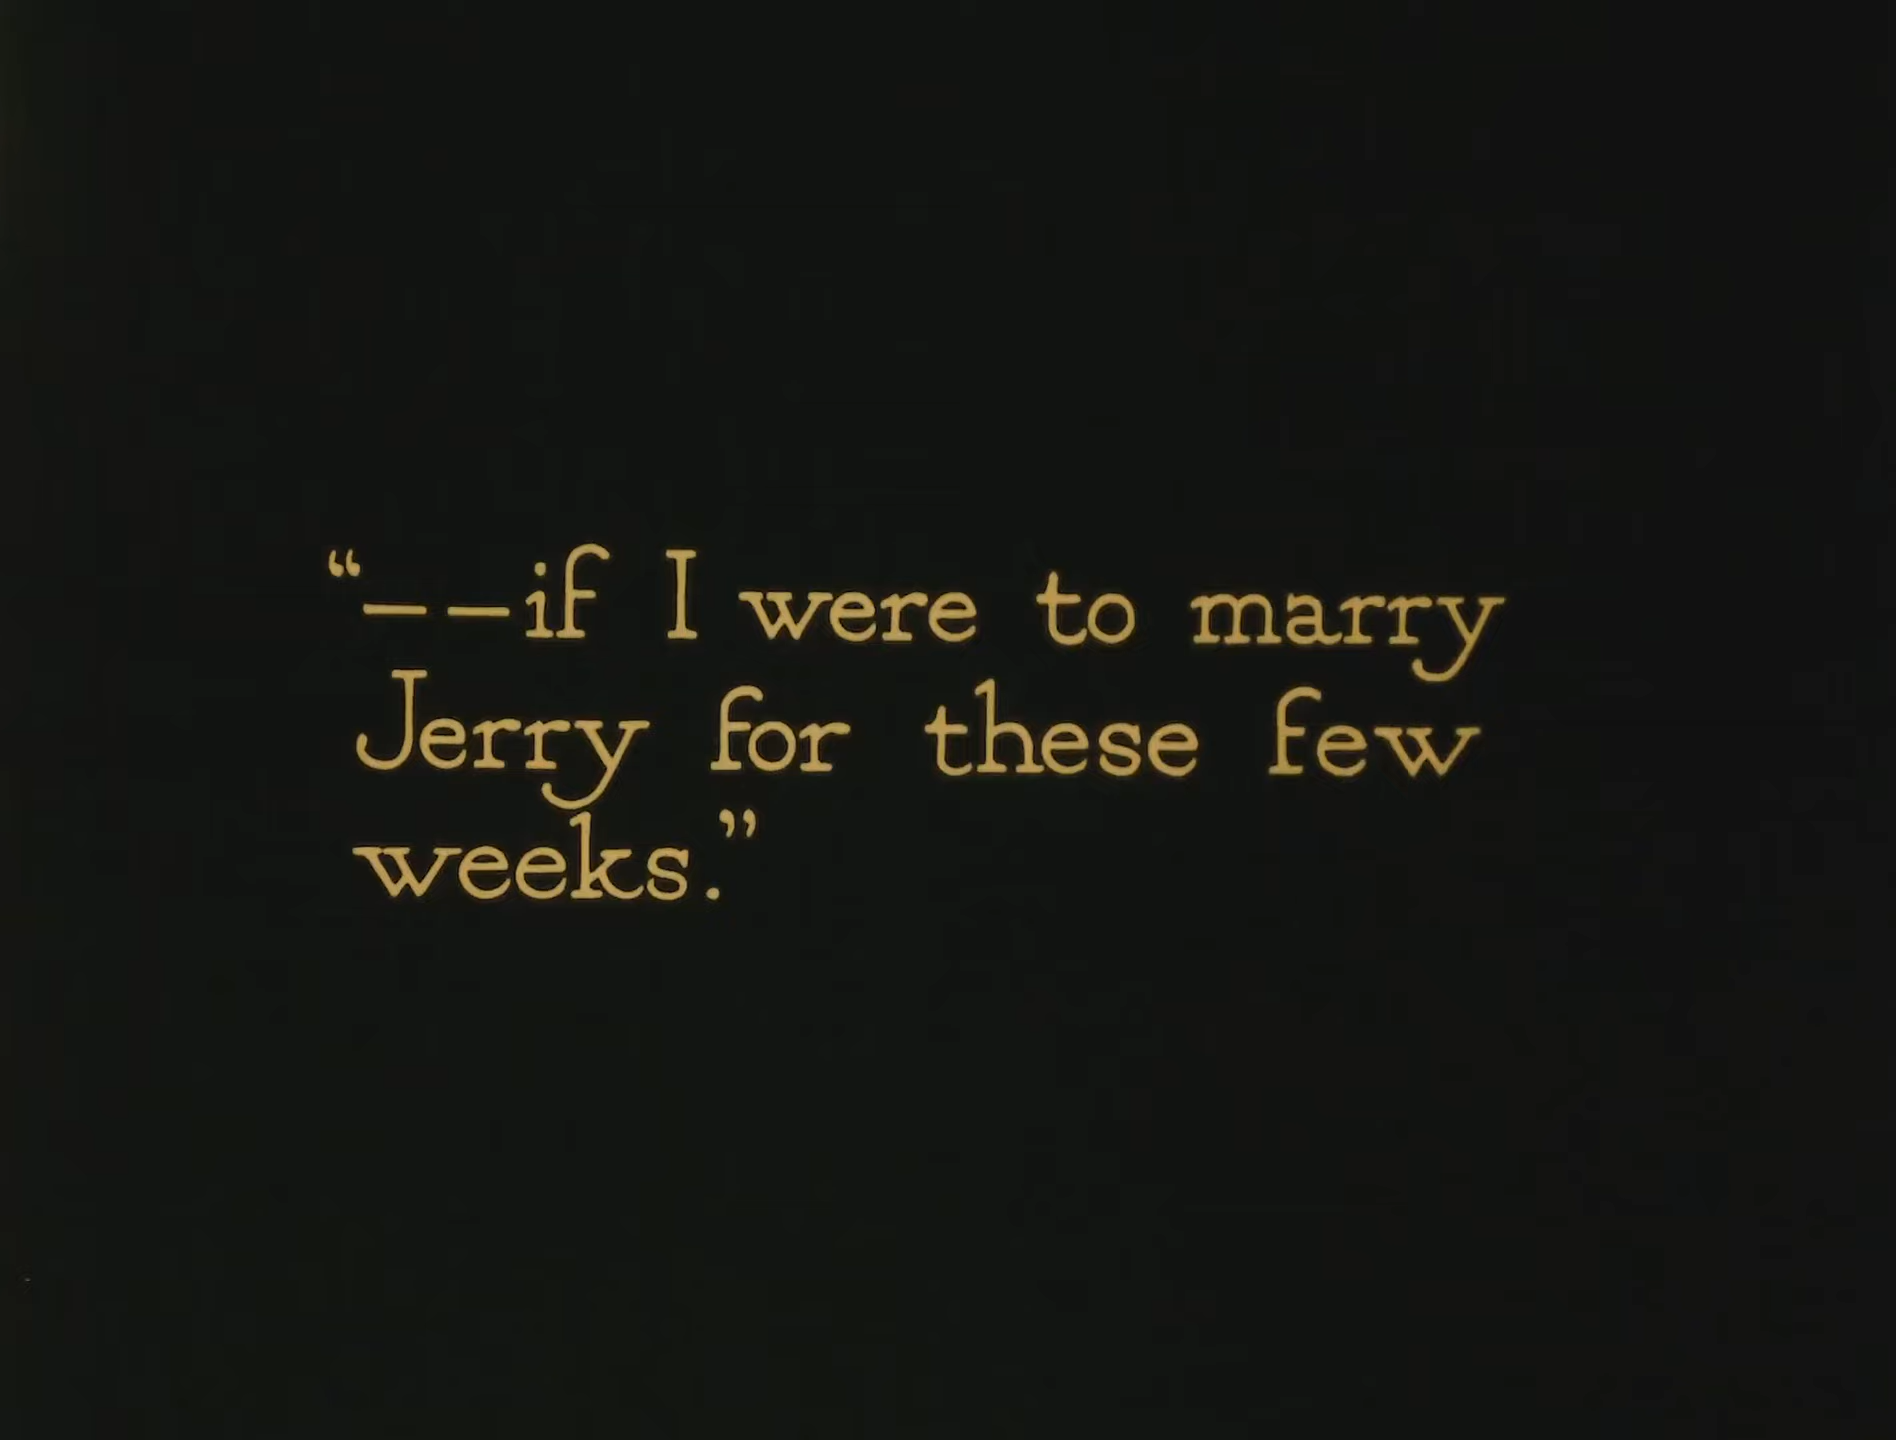 “——if I were to marry
Jerry for these few
weeks.”